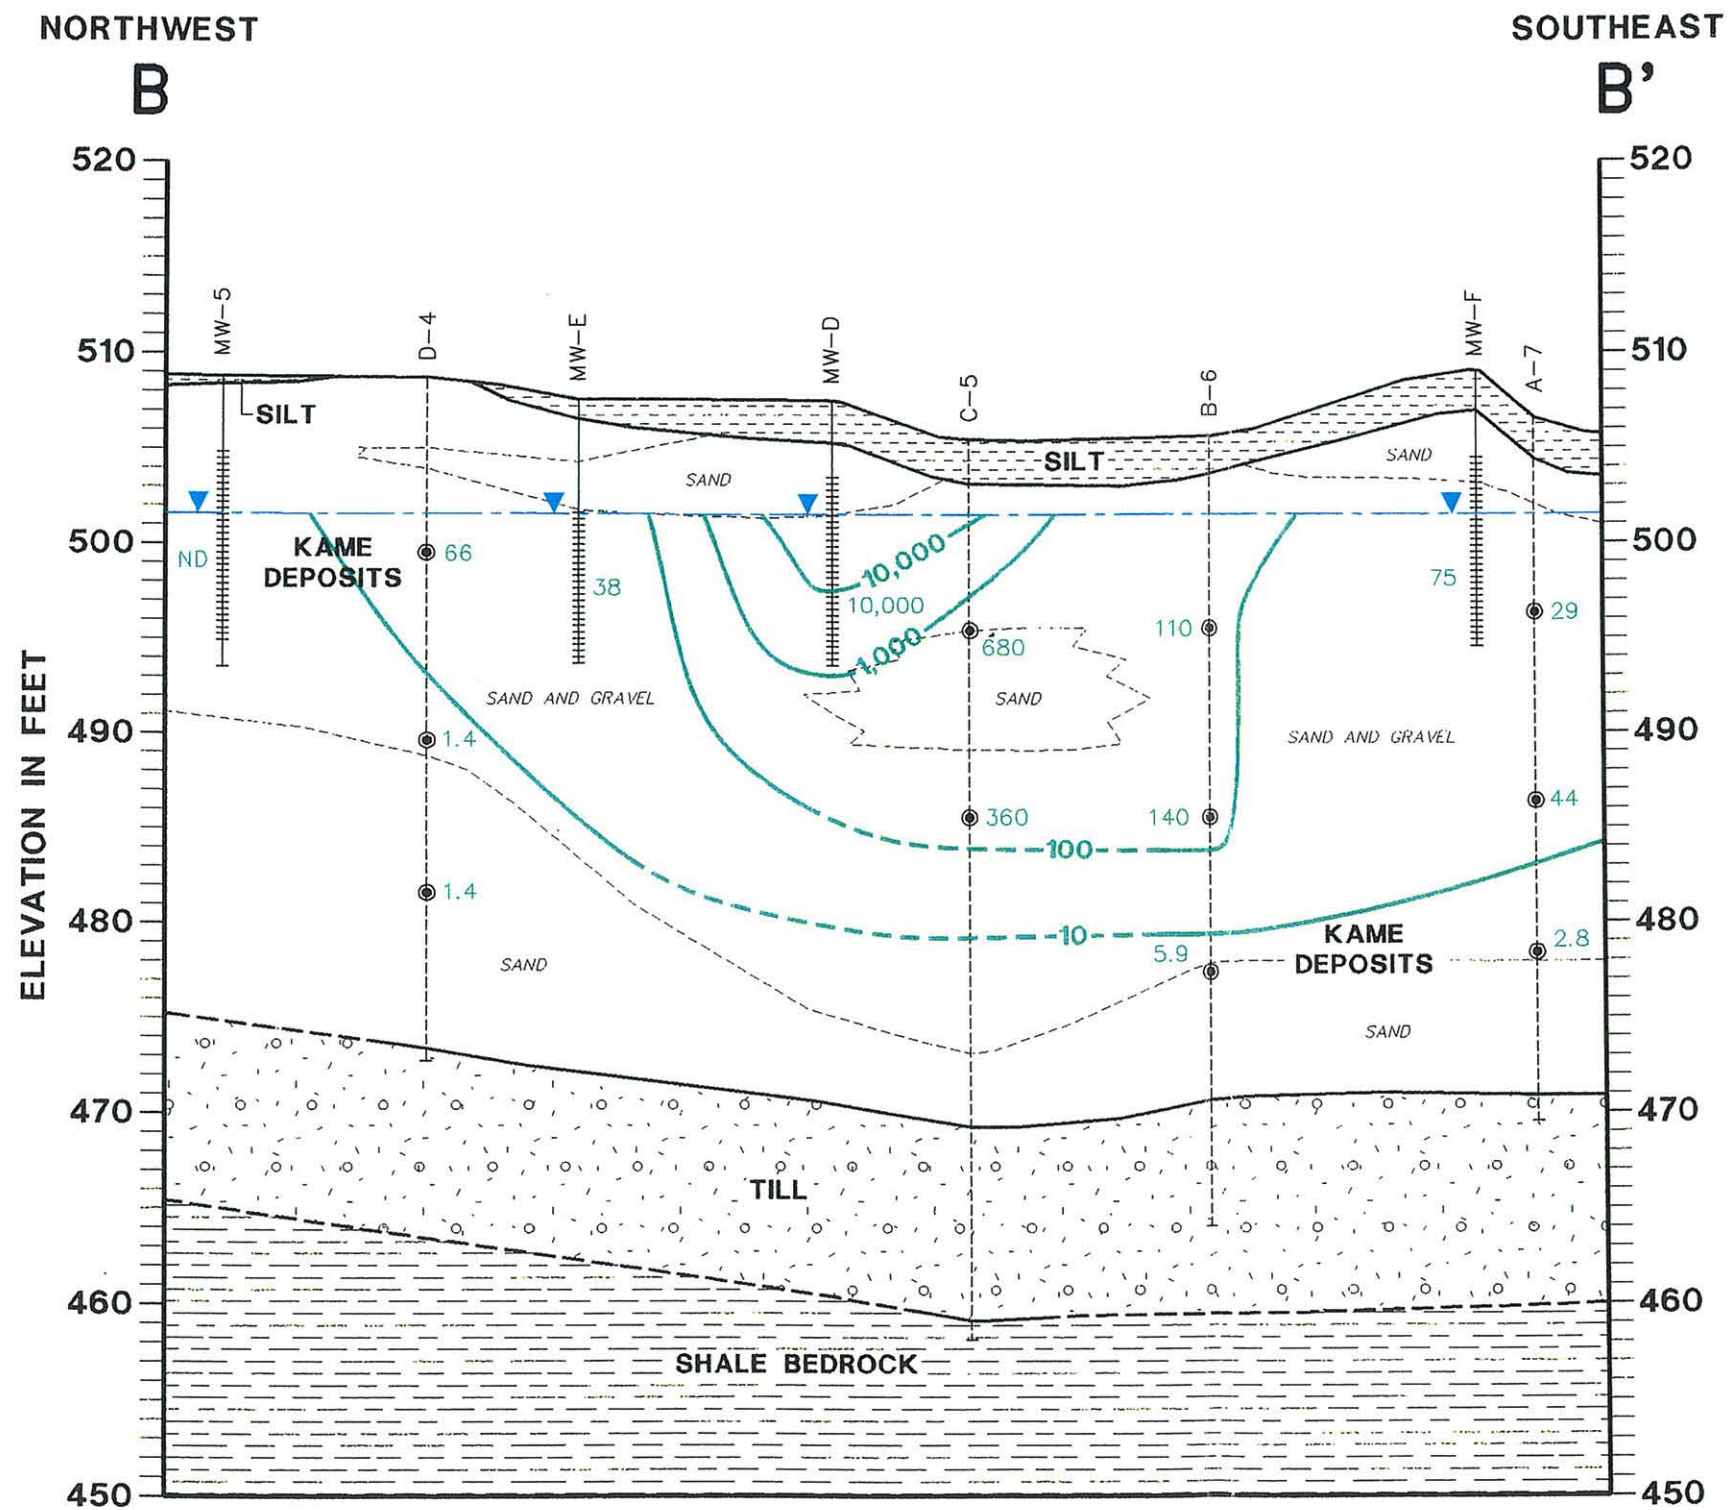 NORTHWEST
SOUTHEAST
B
B'
520
520
MW-5
D-4
MW-E
MW-D
C-5
B-6
MW-F
A-7
510
510
SILT
SILT
SAND
SAND
500
500
ND
KAME
DEPOSITS
66
38
10,000
10,000
1,000
680
110
75
29
SAND AND GRAVEL
SAND
SAND AND GRAVEL
490
490
1.4
360
140
44
100
ELEVATION IN FEET
1.4
480
480
10
5.9
KAME
DEPOSITS
2.8
SAND
SAND
470
470
TILL
460
460
SHALE BEDROCK
450
450